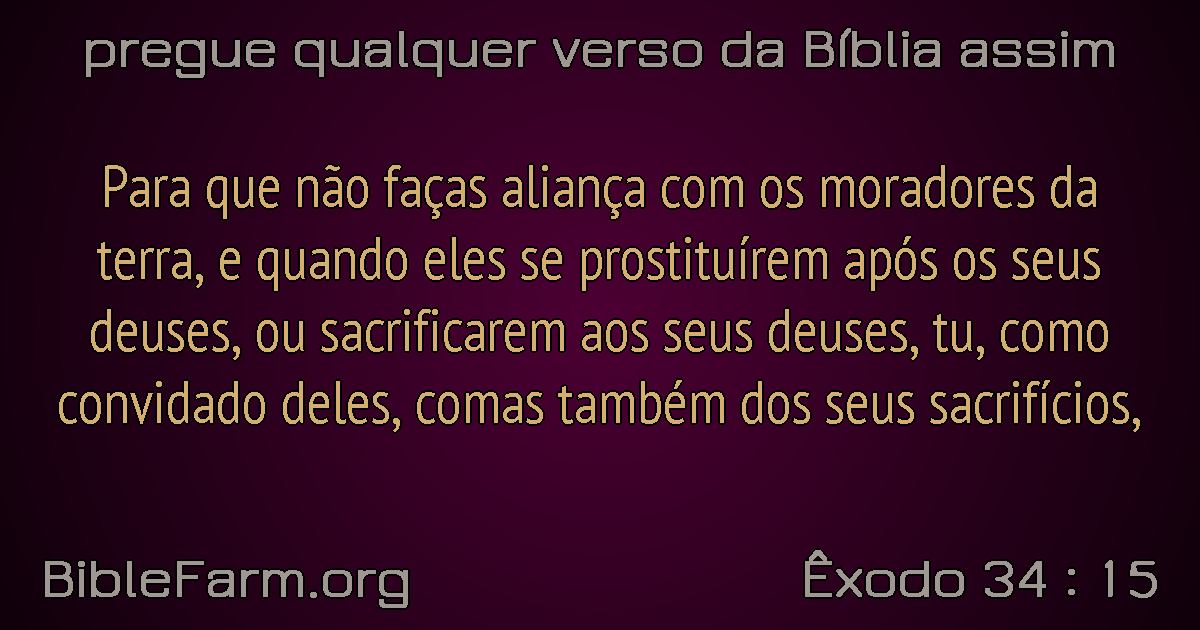 pregue qualquer verso da Bíblia assim
Para que não faças aliança com os moradores da
terra, e quando eles se prostituírem após os seus
deuses, ou sacrificarem aos seus deuses, tu, como
convidado deles, comas também dos seus sacrifícios,
BibleFarm.org
Êxodo 34 : 15